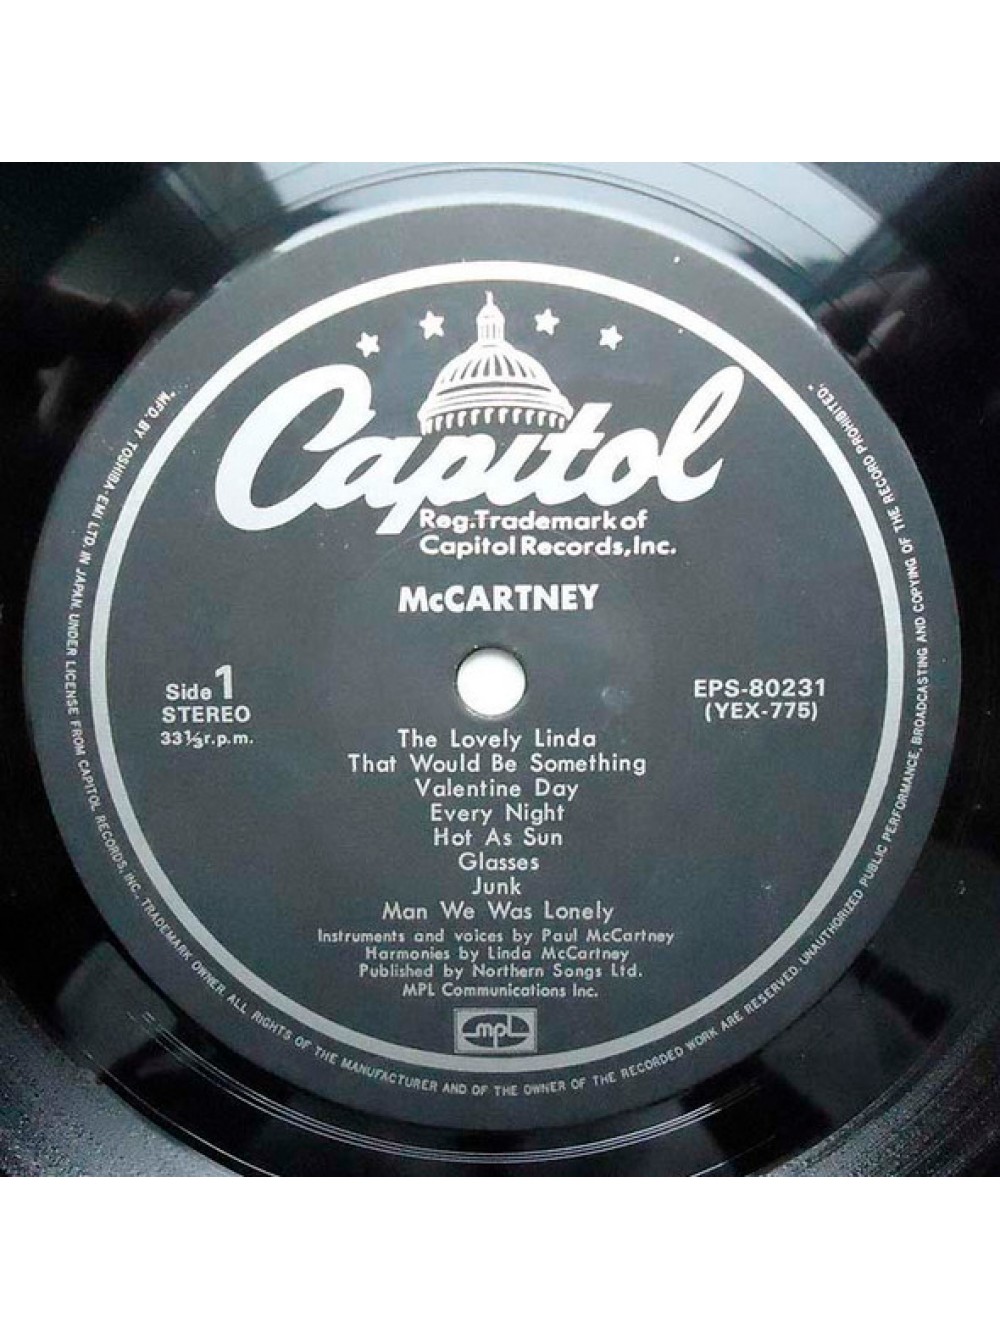 Capitol
Reg.Trademark of
Capitol Records,Inc.
McCARTNEY
Side 1
STEREO
33⅓r.p.m.
EPS-80231
(YEX-775)
The Lovely Linda
That Would Be Something
Valentine Day
Every Night
Hot As Sun
Glasses
Junk
Man We Was Lonely
Instruments and voices by Paul McCartney
Harmonies by Linda McCartney
Published by Northern Songs Ltd.
MPL Communications Inc.
mpl
"MFD. BY TOSHIBA-EMI LTD. IN JAPAN. UNDER LICENSE FROM CAPITOL RECORDS, INC. TRADEMARK OWNER. ALL RIGHTS OF THE MANUFACTURER AND OF THE OWNER OF THE RECORDED WORK ARE RESERVED. UNAUTHORIZED PUBLIC PERFORMANCE, BROADCASTING AND COPYING OF THE RECORD PROHIBITED."